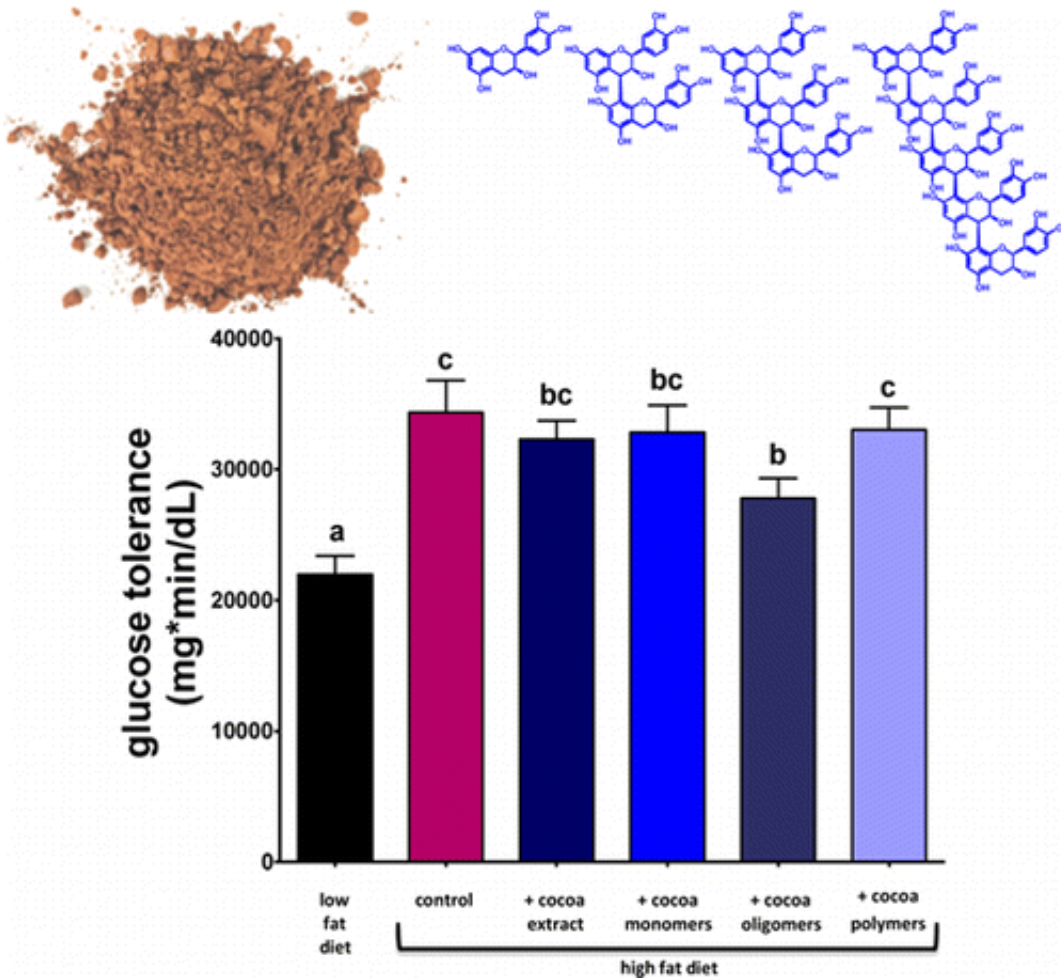 glucose tolerance
(mg*min/dL)
40000
30000
20000
10000
0
a
c
bc
bc
b
c
low
fat
diet
control
+ cocoa
extract
+ cocoa
monomers
+ cocoa
oligomers
+ cocoa
polymers
high fat diet